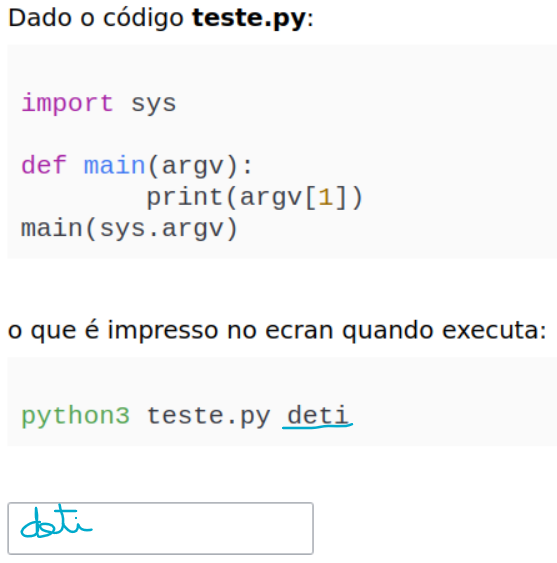 Dado o código teste.py:
import sys
def main(argv):
print(argv[1])
main(sys.argv)
o que é impresso no ecran quando executa:
python3 teste.py deti
deti